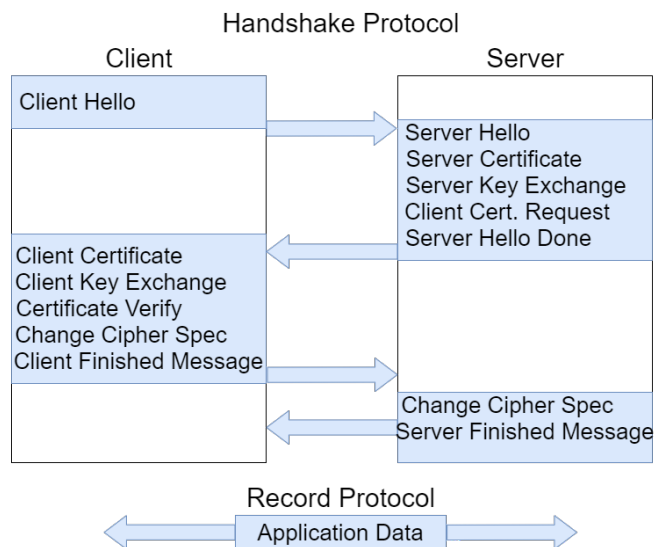 Handshake Protocol
Client
Server
Client Hello
Server Hello
Server Certificate
Server Key Exchange
Client Cert. Request
Server Hello Done
Client Certificate
Client Key Exchange
Certificate Verify
Change Cipher Spec
Client Finished Message
Change Cipher Spec
Server Finished Message
Record Protocol
Application Data